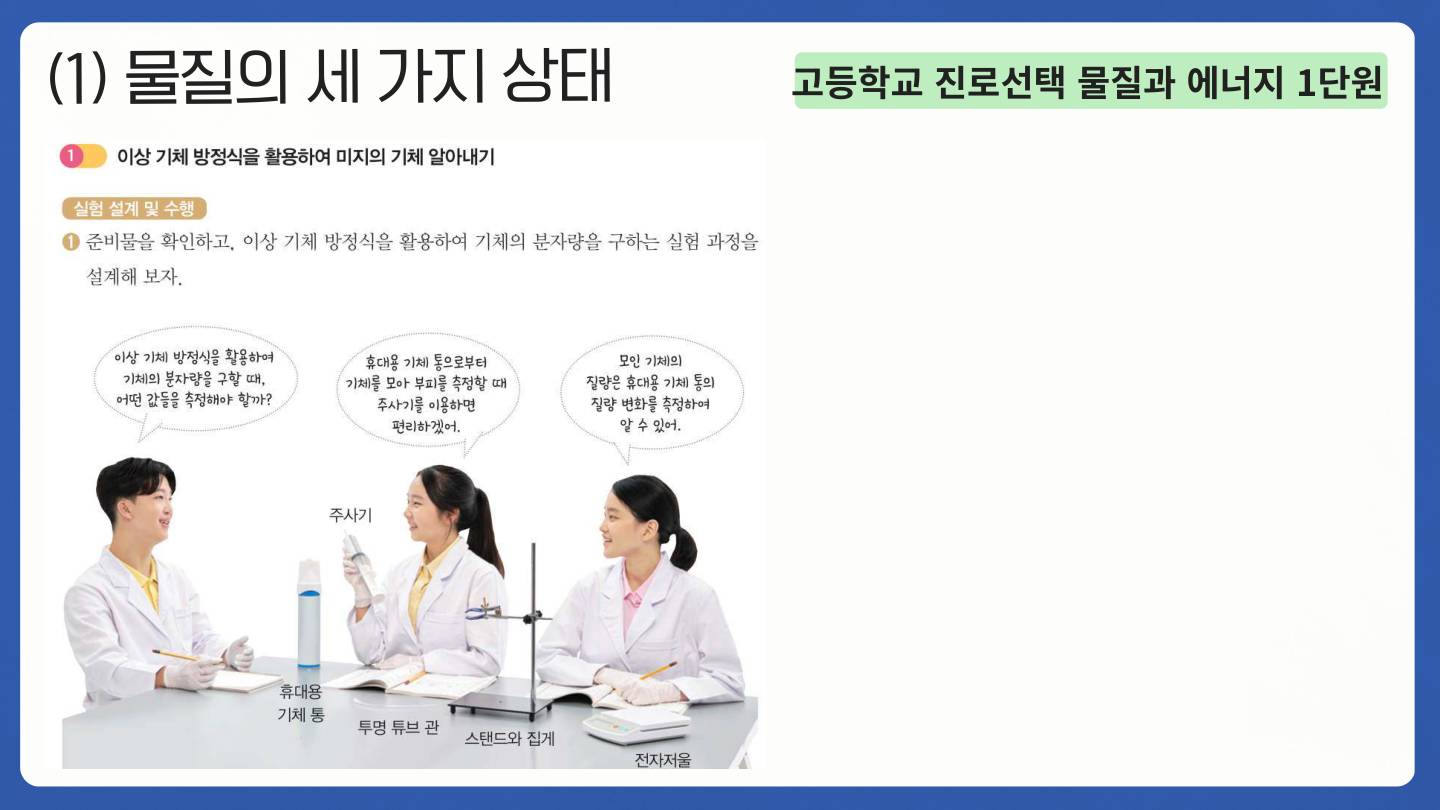 (1) 물질의 세 가지 상태
고등학교 진로선택 물질과 에너지 1단원
1 이상 기체 방정식을 활용하여 미지의 기체 알아내기
실험 설계 및 수행
1 준비물을 확인하고, 이상 기체 방정식을 활용하여 기체의 분자량을 구하는 실험 과정을
설계해 보자.
이상 기체 방정식을 활용하여
기체의 분자량을 구할 때,
어떤 값들을 측정해야 할까?
휴대용 기체 통으로부터
기체를 모아 부피를 측정할 때
주사기를 이용하면
편리하겠어.
모인 기체의
질량은 휴대용 기체 통의
질량 변화를 측정하여
알 수 있어.
주사기
휴대용
기체 통
투명 튜브 관
스탠드와 집게
전자저울